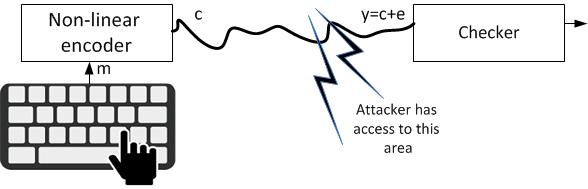 Non-linear
encoder
c
y=c+e
Checker
m
Attacker has
access to this
area